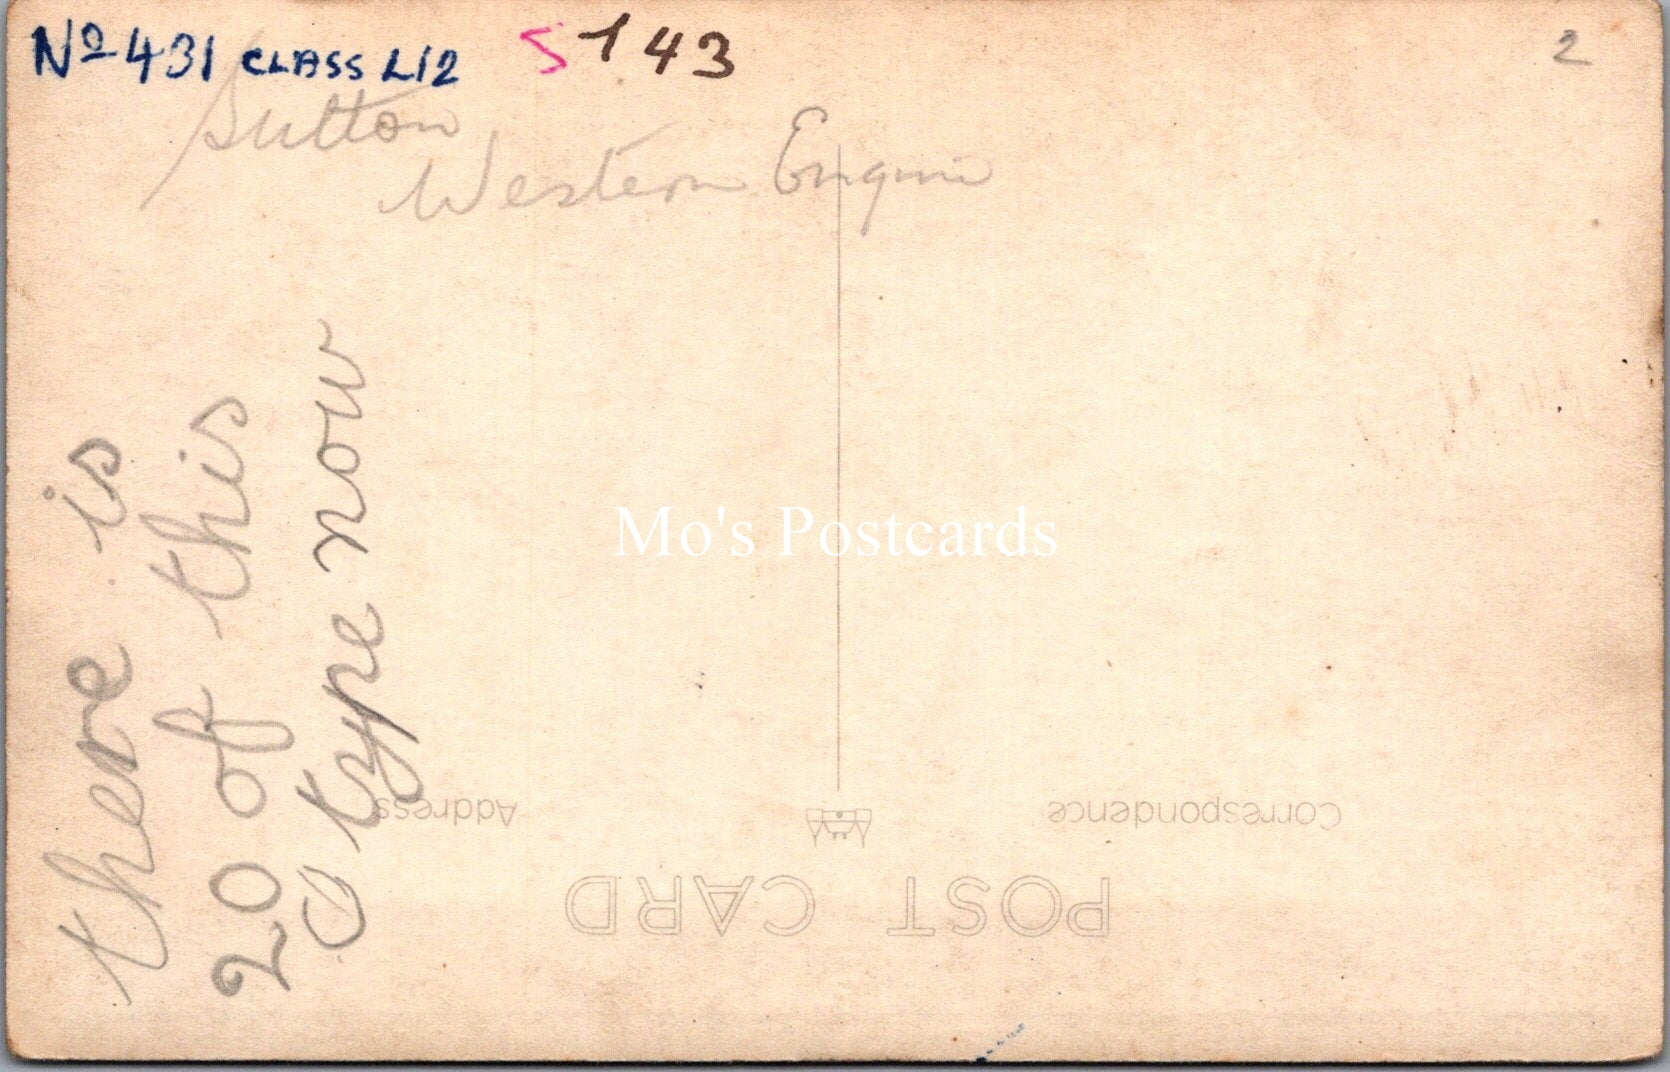 Nº 431 CLASS L12 S 143
2
Sutton
Western Engine
there is
20 of this
a type now
Mo's Postcards
Address
Correspondence
POST CARD